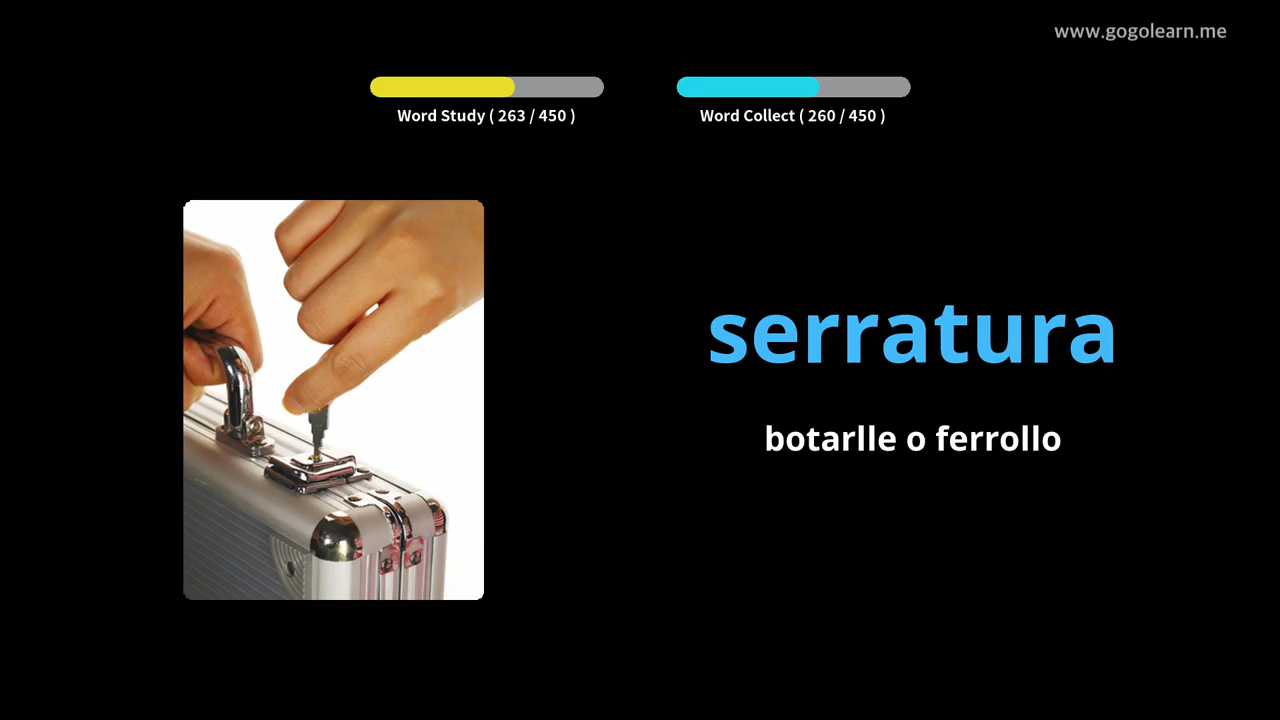 www.gogolearn.me
Word Study ( 263 / 450 )
Word Collect ( 260 / 450 )
serratura
botarlle o ferrollo